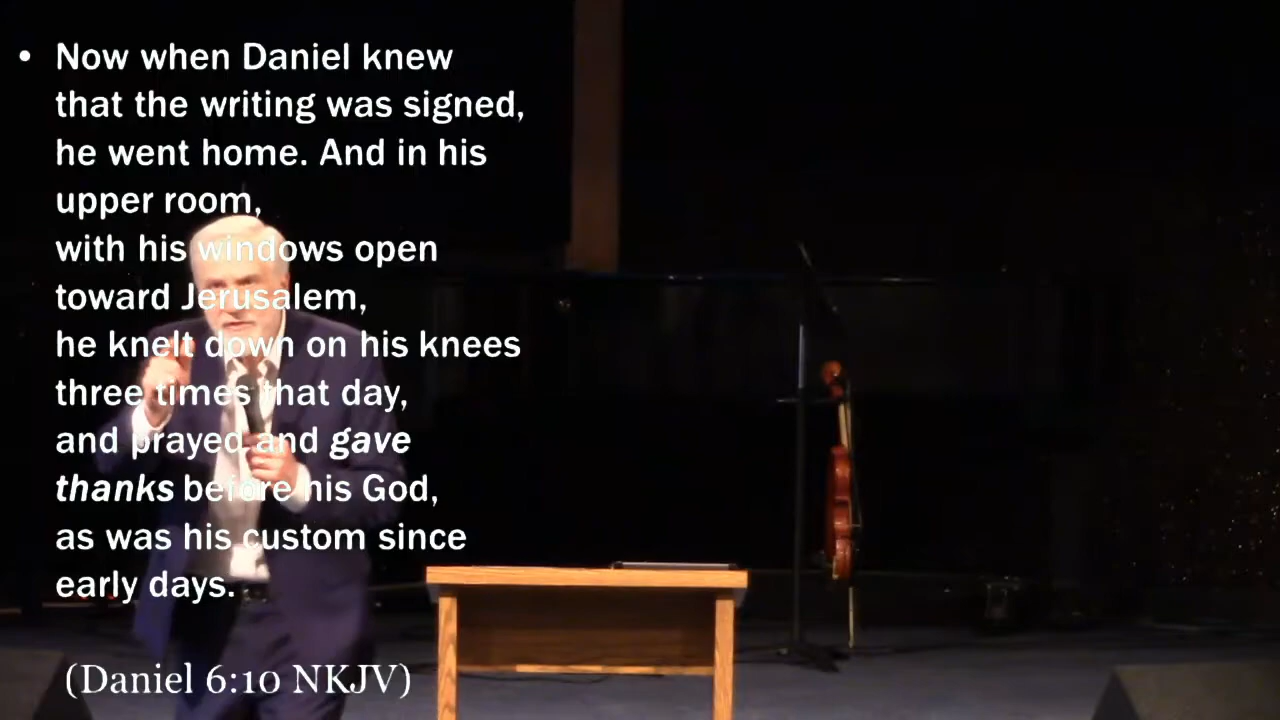 • Now when Daniel knew
that the writing was signed,
he went home. And in his
upper room,
with his windows open
toward Jerusalem,
he knelt down on his knees
three times that day,
and prayed and gave
thanks before his God,
as was his custom since
early days.
(Daniel 6:10 NKJV)